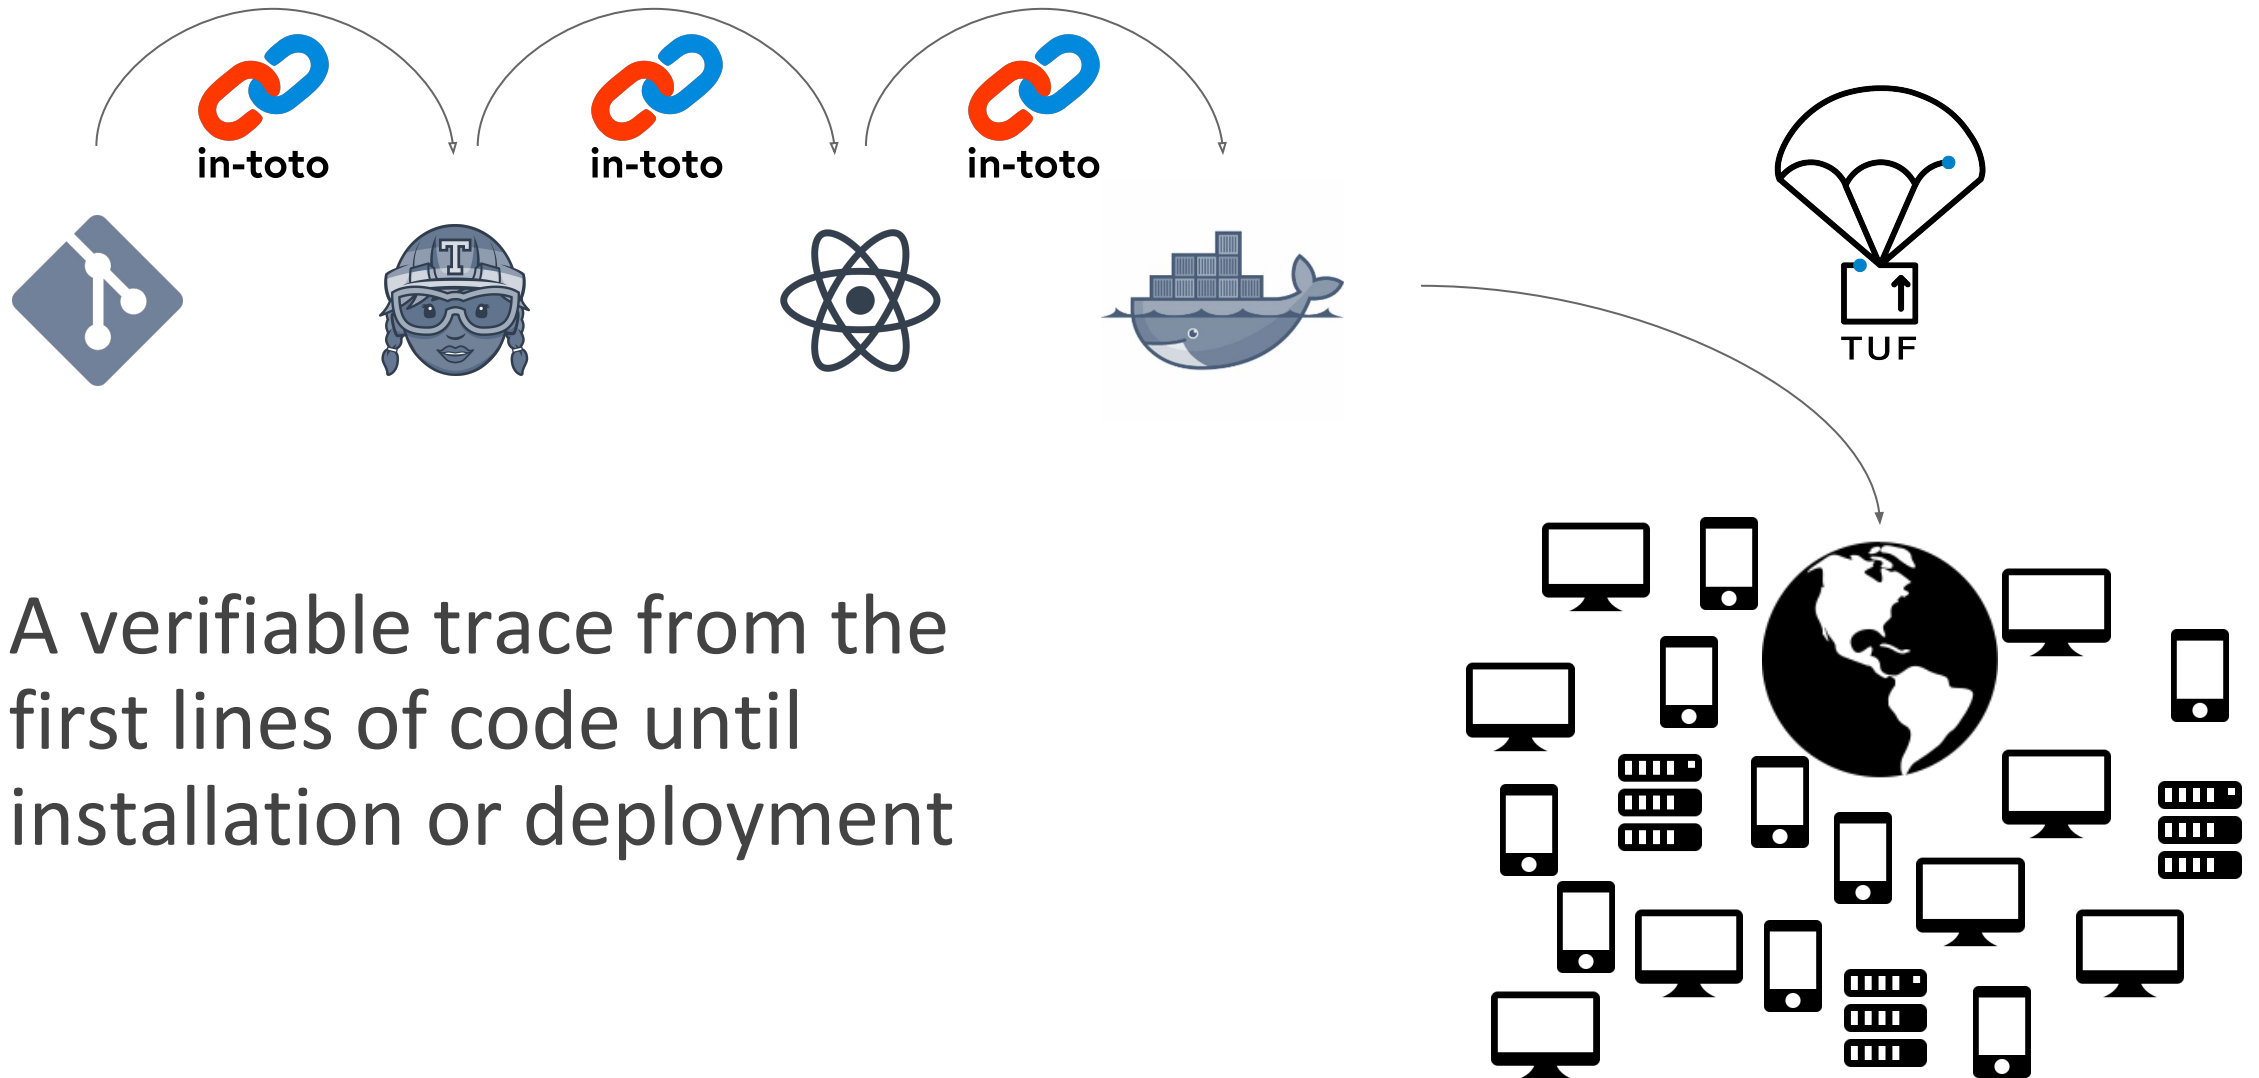 in-toto
in-toto
in-toto
T
TUF
A verifiable trace from the
first lines of code until
installation or deployment